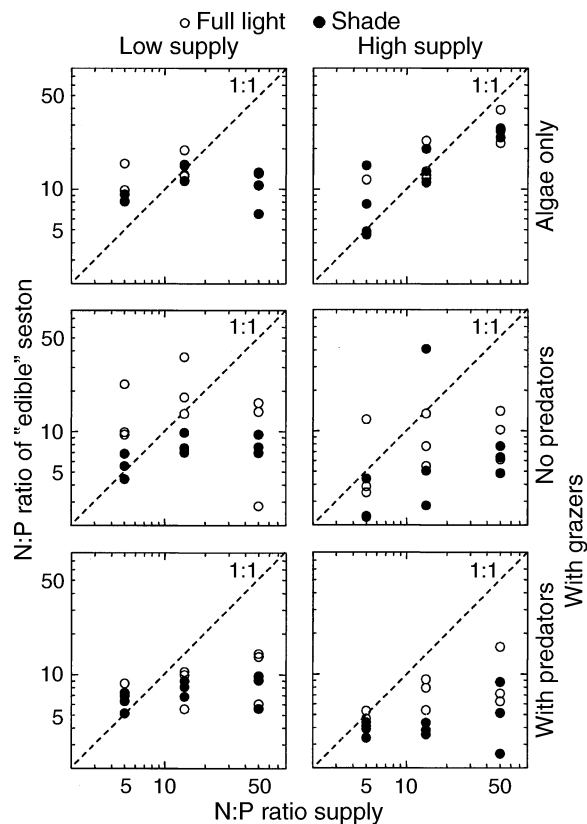 ○ Full light ● Shade
Low supply High supply
1:1 1:1
50
10
5
Algae only
1:1 1:1
50
10
5
No predators
1:1 1:1
50
10
5
With predators
With grazers
N:P ratio of "edible" seston
5 10 50 5 10 50
N:P ratio supply